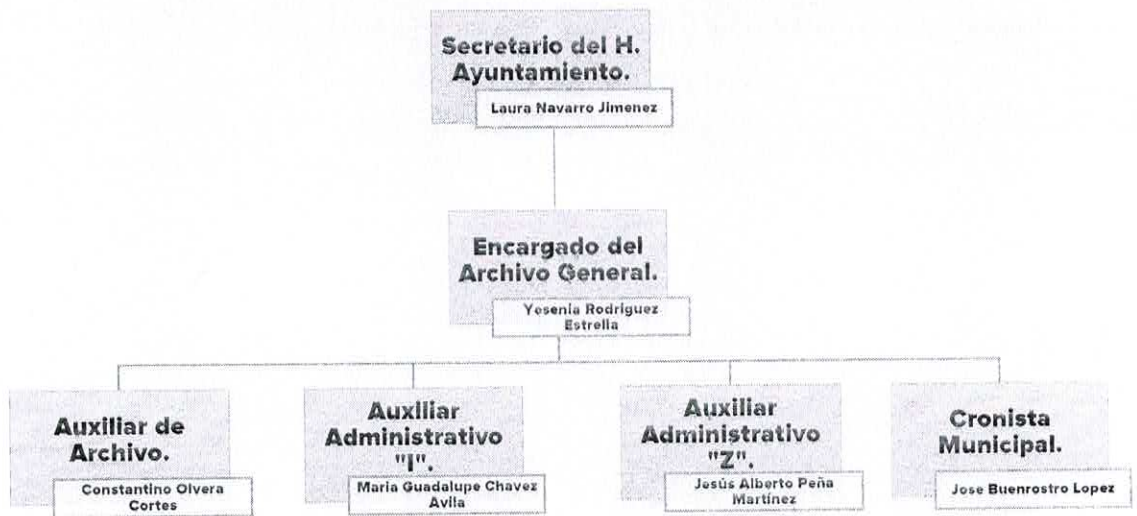 Secretario del H.
Ayuntamiento.
Laura Navarro Jimenez
Encargado del
Archivo General.
Yesenia Rodriguez
Estrella
Auxiliar de
Archivo.
Constantino Olvera
Cortes
Auxiliar
Administrativo
"I".
Maria Guadalupe Chavez
Avila
Auxiliar
Administrativo
"Z".
Jesús Alberto Peña
Martínez
Cronista
Municipal.
Jose Buenrostro Lopez